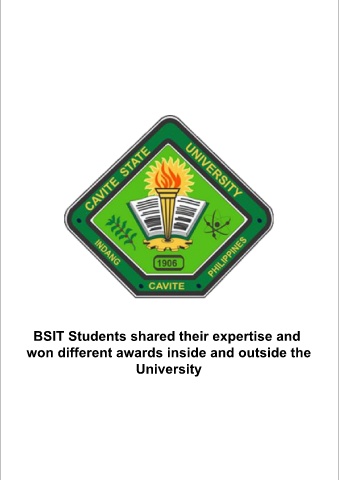 CAVITE STATE UNIVERSITY
INDANG
1906
PHILIPPINES
CAVITE
BSIT Students shared their expertise and
won different awards inside and outside the
University